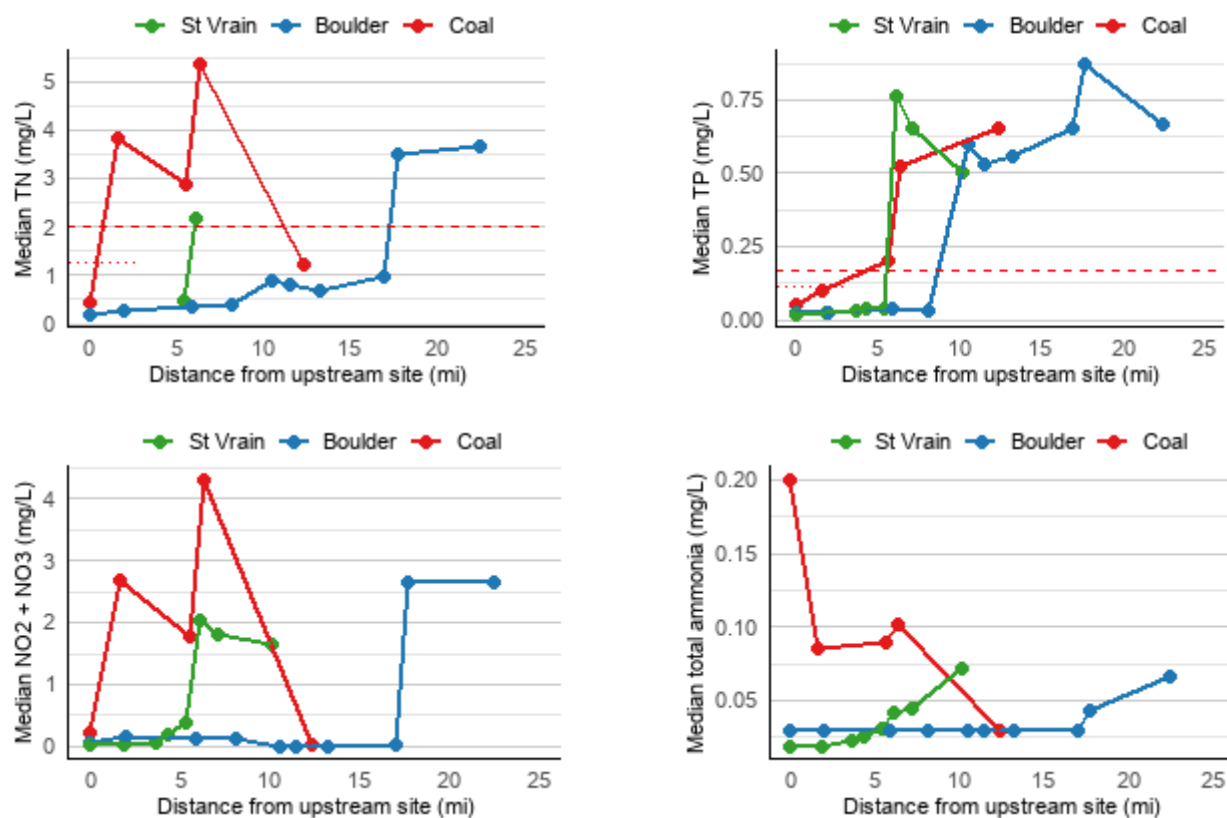 St Vrain Boulder Coal
Median TN (mg/L)
5
4
3
2
1
0
0 5 10 15 20 25
Distance from upstream site (mi)
St Vrain Boulder Coal
Median TP (mg/L)
0.75
0.50
0.25
0.00
0 5 10 15 20 25
Distance from upstream site (mi)
St Vrain Boulder Coal
Median NO2 + NO3 (mg/L)
4
3
2
1
0
0 5 10 15 20 25
Distance from upstream site (mi)
St Vrain Boulder Coal
Median total ammonia (mg/L)
0.20
0.15
0.10
0.05
0 5 10 15 20 25
Distance from upstream site (mi)